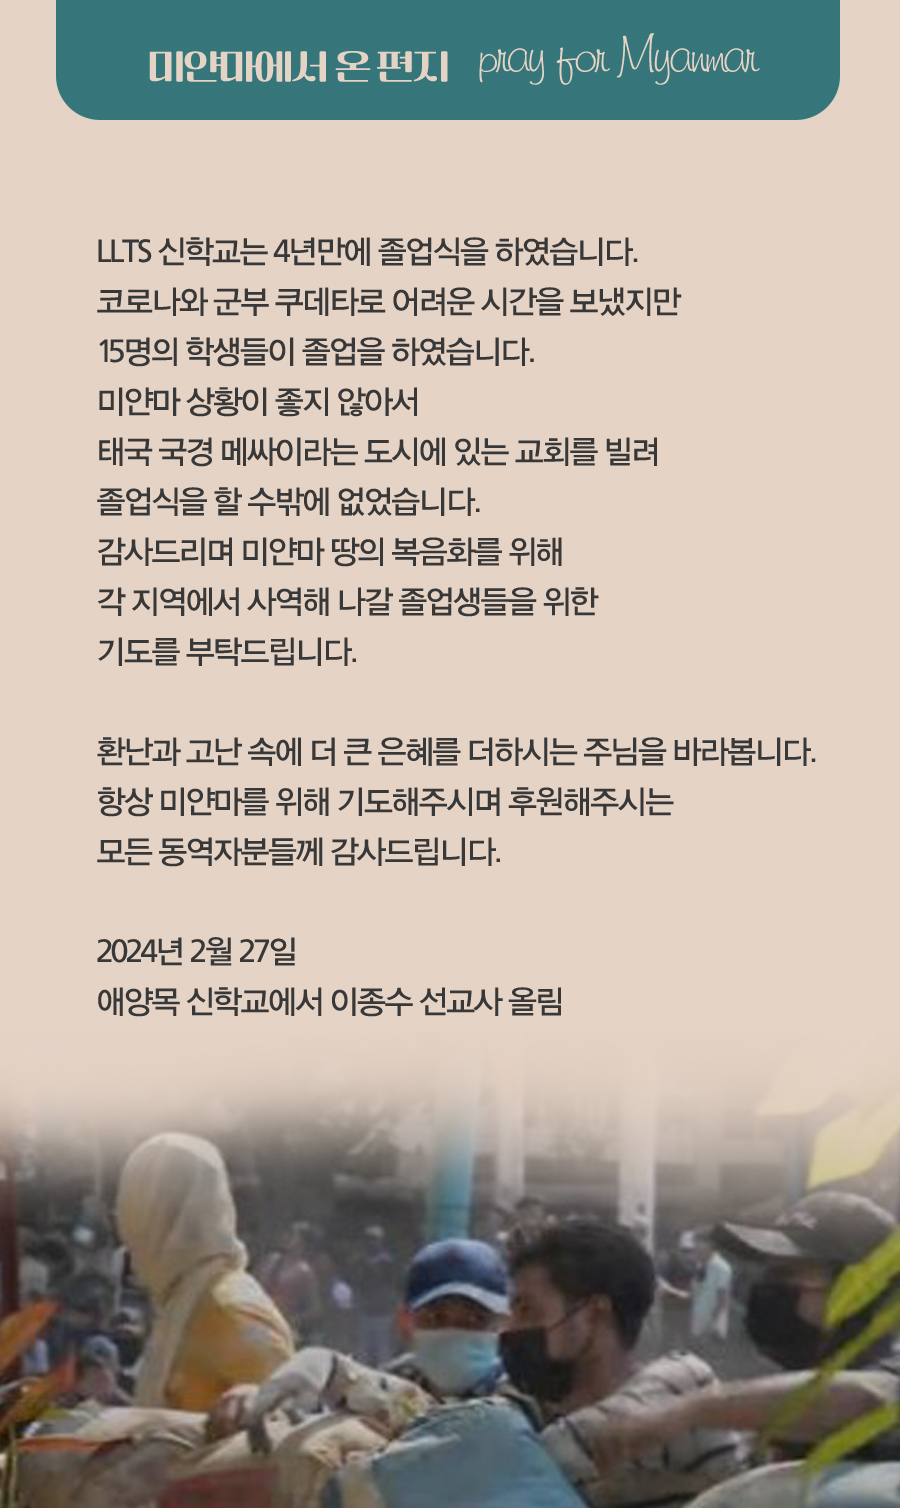 미얀마에서 온 편지 pray for Myanmar
LLTS 신학교는 4년만에 졸업식을 하였습니다.
코로나와 군부 쿠데타로 어려운 시간을 보냈지만
15명의 학생들이 졸업을 하였습니다.
미얀마 상황이 좋지 않아서
태국 국경 메싸이라는 도시에 있는 교회를 빌려
졸업식을 할 수밖에 없었습니다.
감사드리며 미얀마 땅의 복음화를 위해
각 지역에서 사역해 나갈 졸업생들을 위한
기도를 부탁드립니다.
환난과 고난 속에 더 큰 은혜를 더하시는 주님을 바라봅니다.
항상 미얀마를 위해 기도해주시며 후원해주시는
모든 동역자분들께 감사드립니다.
2024년 2월 27일
애양목 신학교에서 이종수 선교사 올림